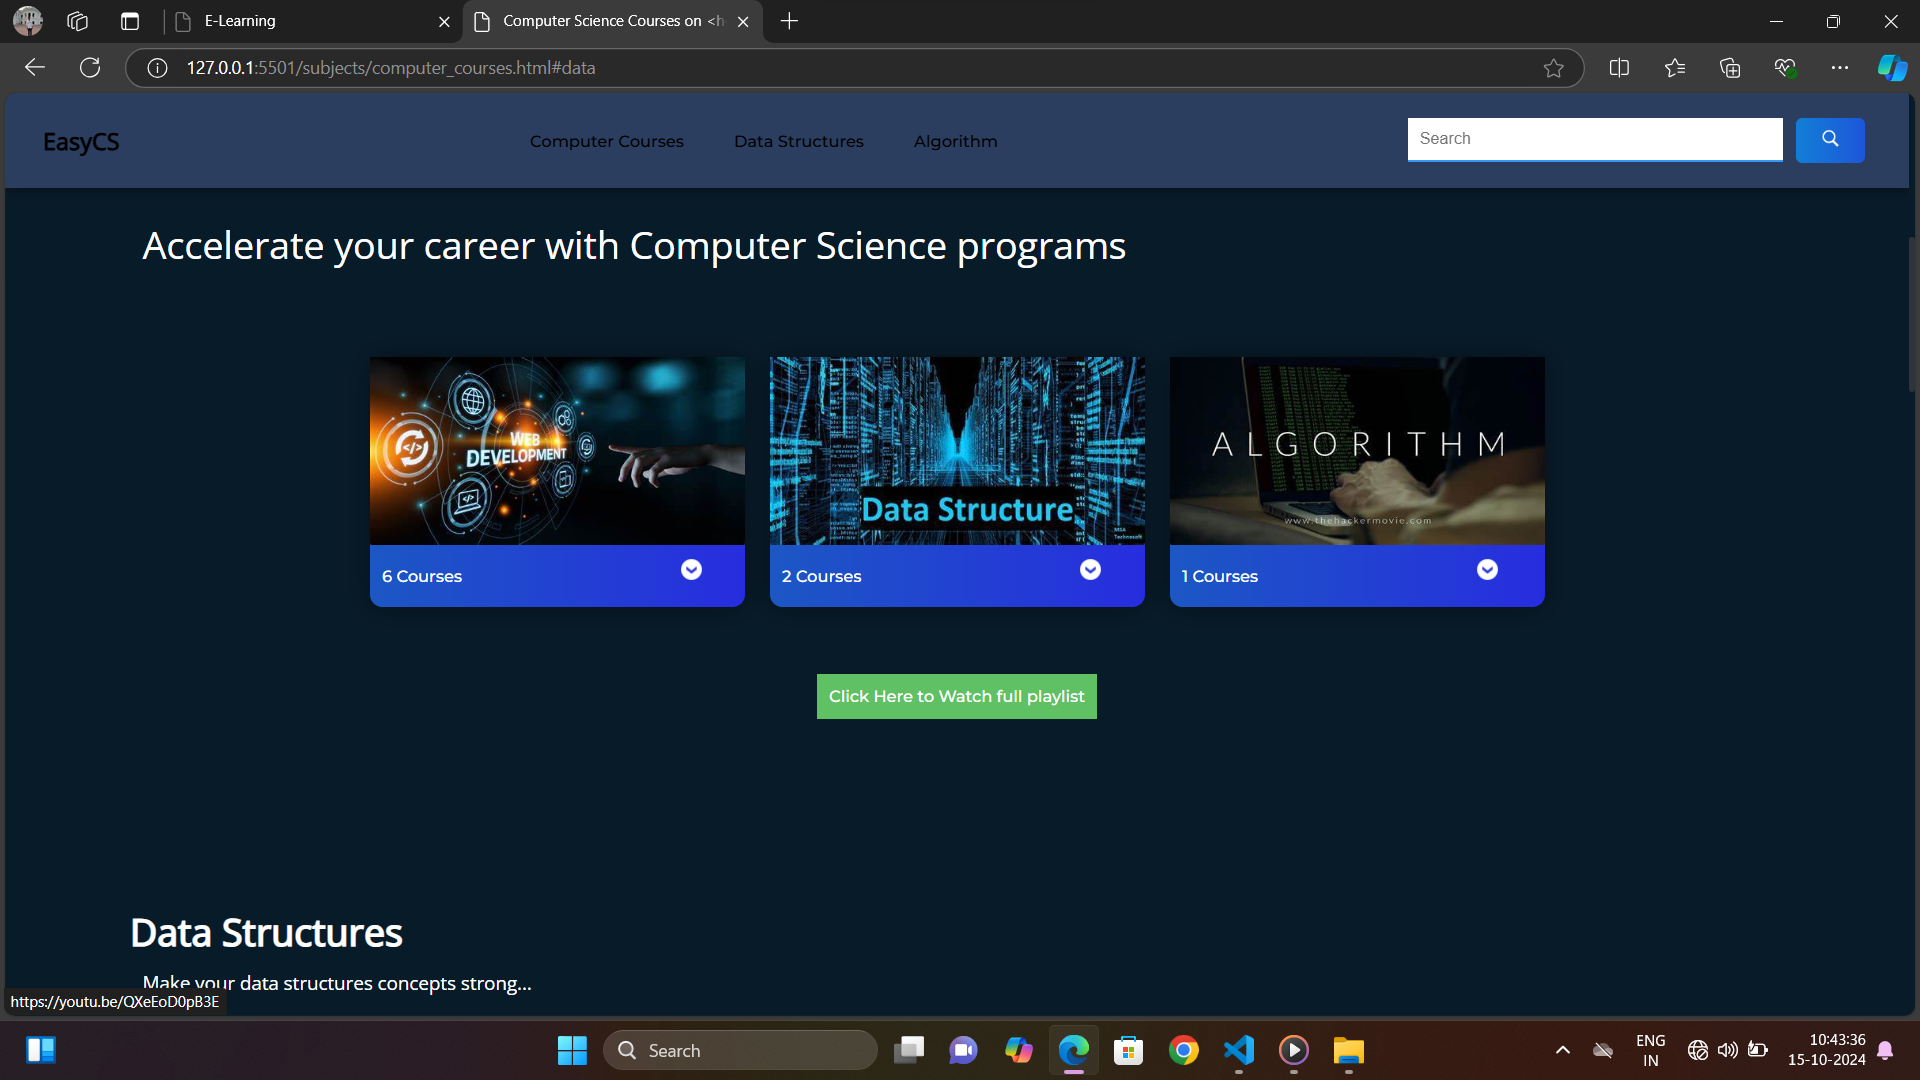 E-Learning
Computer Science Courses on <h
127.0.0.1:5501/subjects/computer_courses.html#data
EasyCS
Computer Courses
Data Structures
Algorithm
Search
Accelerate your career with Computer Science programs
WEB
DEVELOPMENT
Data Structure
ALGORITHM
www.thehackermovie.com
6 Courses
2 Courses
1 Courses
Click Here to Watch full playlist
Data Structures
Make your data structures concepts strong...
https://youtu.be/QXeEoD0pB3E
Search
ENG
IN
10:43:36
15-10-2024